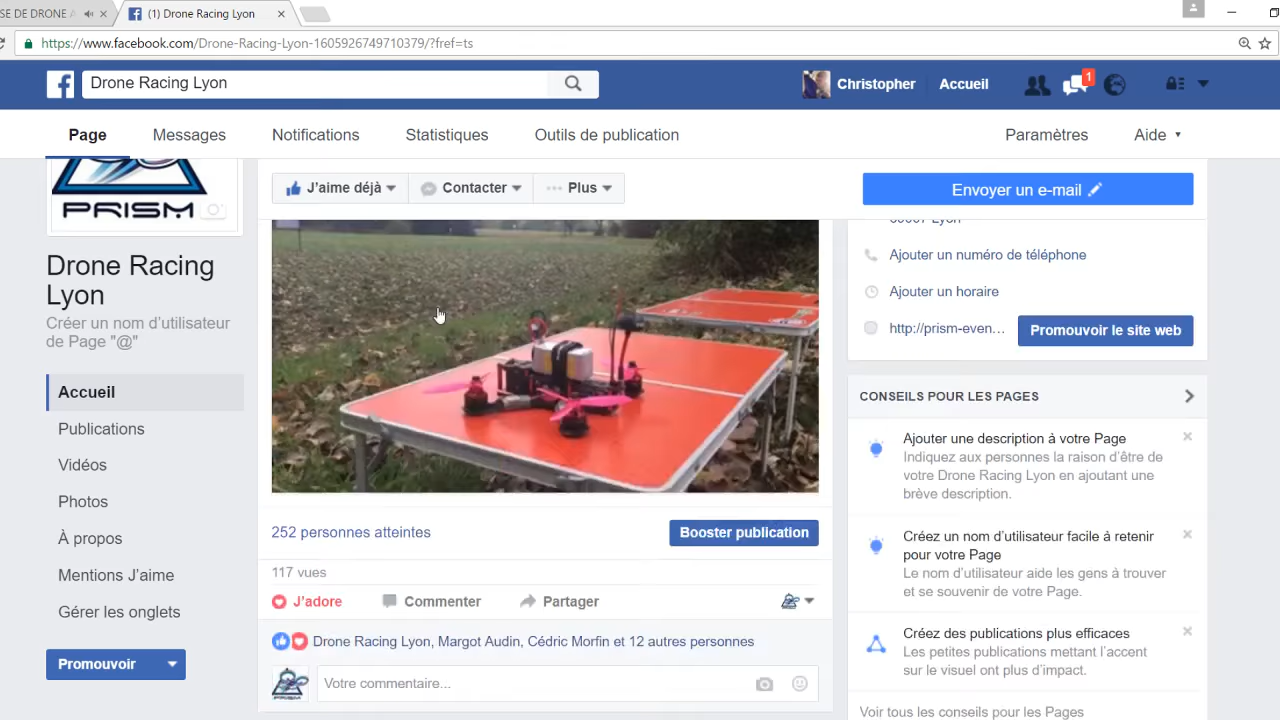 SE DE DRONE A
(1) Drone Racing Lyon
https://www.facebook.com/Drone-Racing-Lyon-1605926749710379/?fref=ts
Drone Racing Lyon
Christopher
Accueil
1
Page
Messages
Notifications
Statistiques
Outils de publication
Paramètres
Aide
PRISM
J'aime déjà
Contacter
Plus
Envoyer un e-mail
Drone Racing
Lyon
Créer un nom d'utilisateur
de Page "@"
Accueil
Publications
Vidéos
Photos
À propos
Mentions J'aime
Gérer les onglets
Promouvoir
252 personnes atteintes
Booster publication
117 vues
J'adore
Commenter
Partager
Drone Racing Lyon, Margot Audin, Cédric Morfin et 12 autres personnes
Votre commentaire...
PRISM
Lyon
Ajouter un numéro de téléphone
Ajouter un horaire
http://prism-even…
Promouvoir le site web
CONSEILS POUR LES PAGES
Ajouter une description à votre Page
Indiquez aux personnes la raison d'être de
votre Drone Racing Lyon en ajoutant une
brève description.
Créez un nom d'utilisateur facile à retenir
pour votre Page
Le nom d'utilisateur aide les gens à trouver
et se souvenir de votre Page.
Créez des publications plus efficaces
Les petites publications mettant l'accent
sur le visuel ont plus d'impact.
Voir tous les conseils pour les Pages